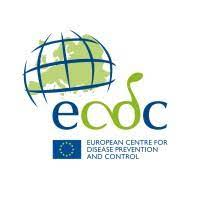 ecdc
EUROPEAN CENTRE FOR
DISEASE PREVENTION
AND CONTROL